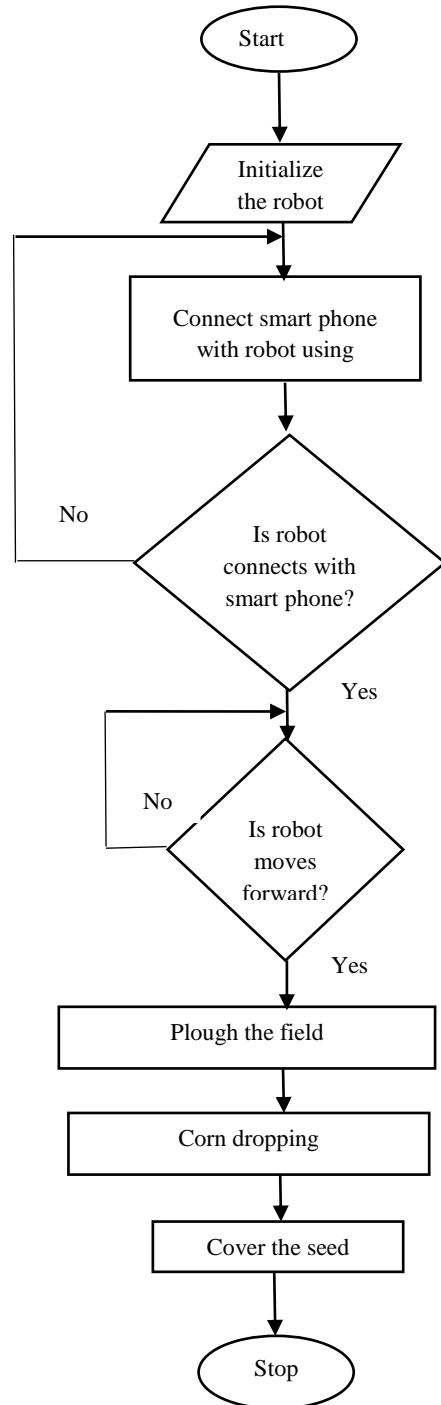 Start
Initialize
the robot
Connect smart phone
with robot using
No
Is robot
connects with
smart phone?
Yes
No
Is robot
moves
forward?
Yes
Plough the field
Corn dropping
Cover the seed
Stop